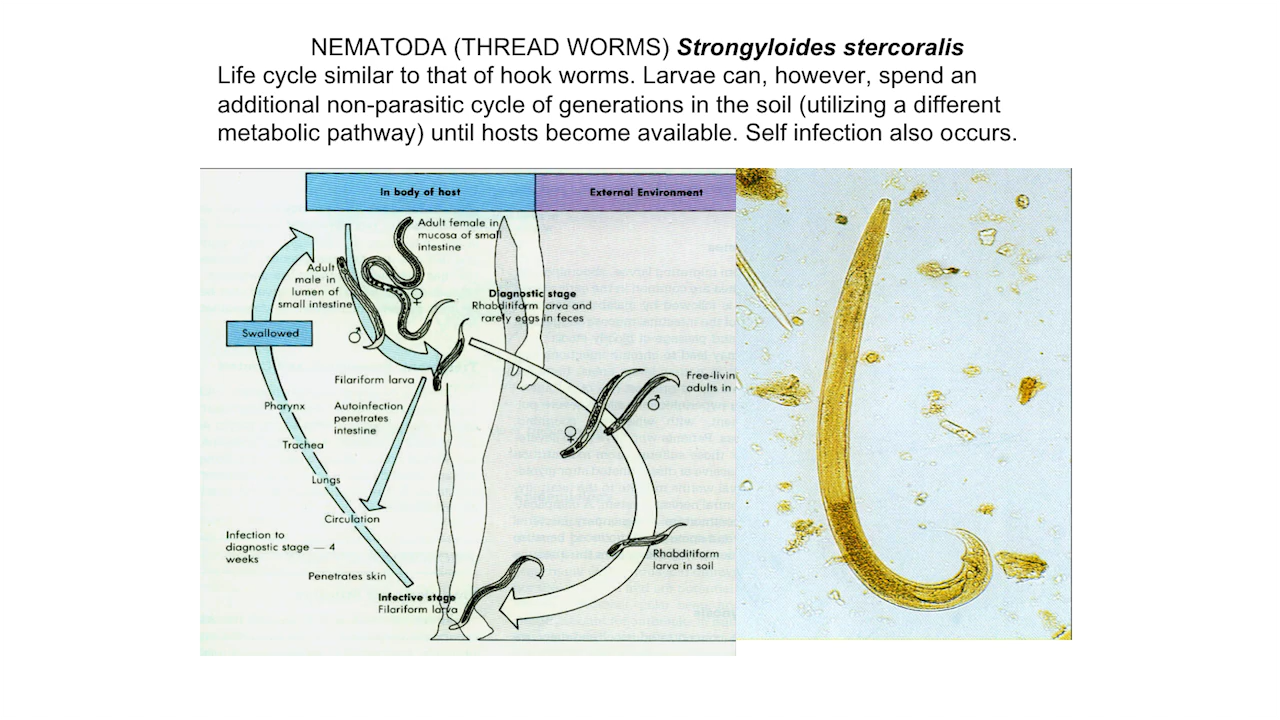 NEMATODA (THREAD WORMS) Strongyloides stercoralis
Life cycle similar to that of hook worms. Larvae can, however, spend an
additional non-parasitic cycle of generations in the soil (utilizing a different
metabolic pathway) until hosts become available. Self infection also occurs.
In body of host
External Environment
Adult female in
mucosa of small
intestine
Adult
male in
lumen of
small intestine
Diagnostic stage
Rhabditiform larva and
rarely eggs in feces
Swallowed
Filariform larva
Free-livin
adults in
Pharynx
Autoinfection
penetrates
intestine
Trachea
Lungs
Circulation
Infection to
diagnostic stage — 4
weeks
Rhabditiform
larva in soil
Penetrates skin
Infective stage
Filariform larva